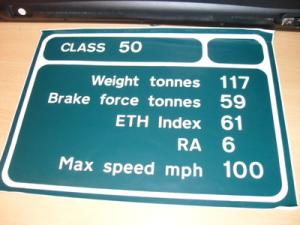 CLASS 50
Weight tonnes 117
Brake force tonnes 59
ETH Index 61
RA 6
Max speed mph 100